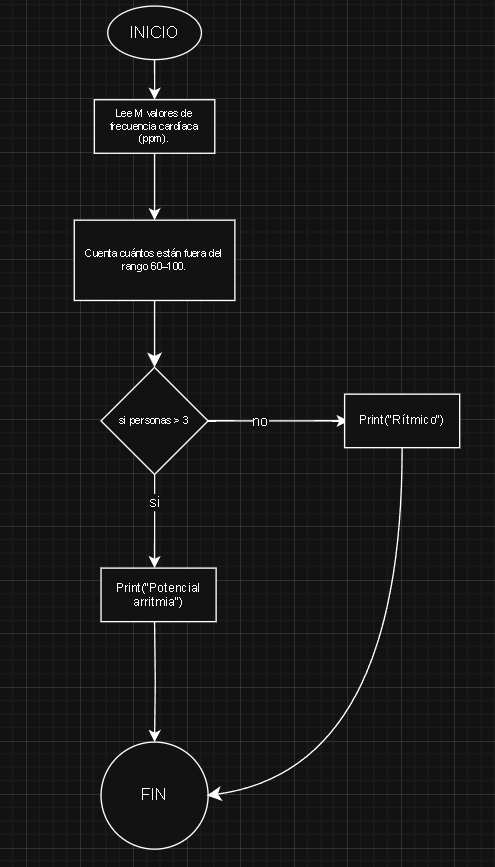 INICIO
Lee M valores de
frecuencia cardíaca
(ppm).
Cuenta cuántos están fuera del
rango 60–100.
si personas > 3
no
Print("Rítmico")
si
Print("Potencial
arritmia")
FIN